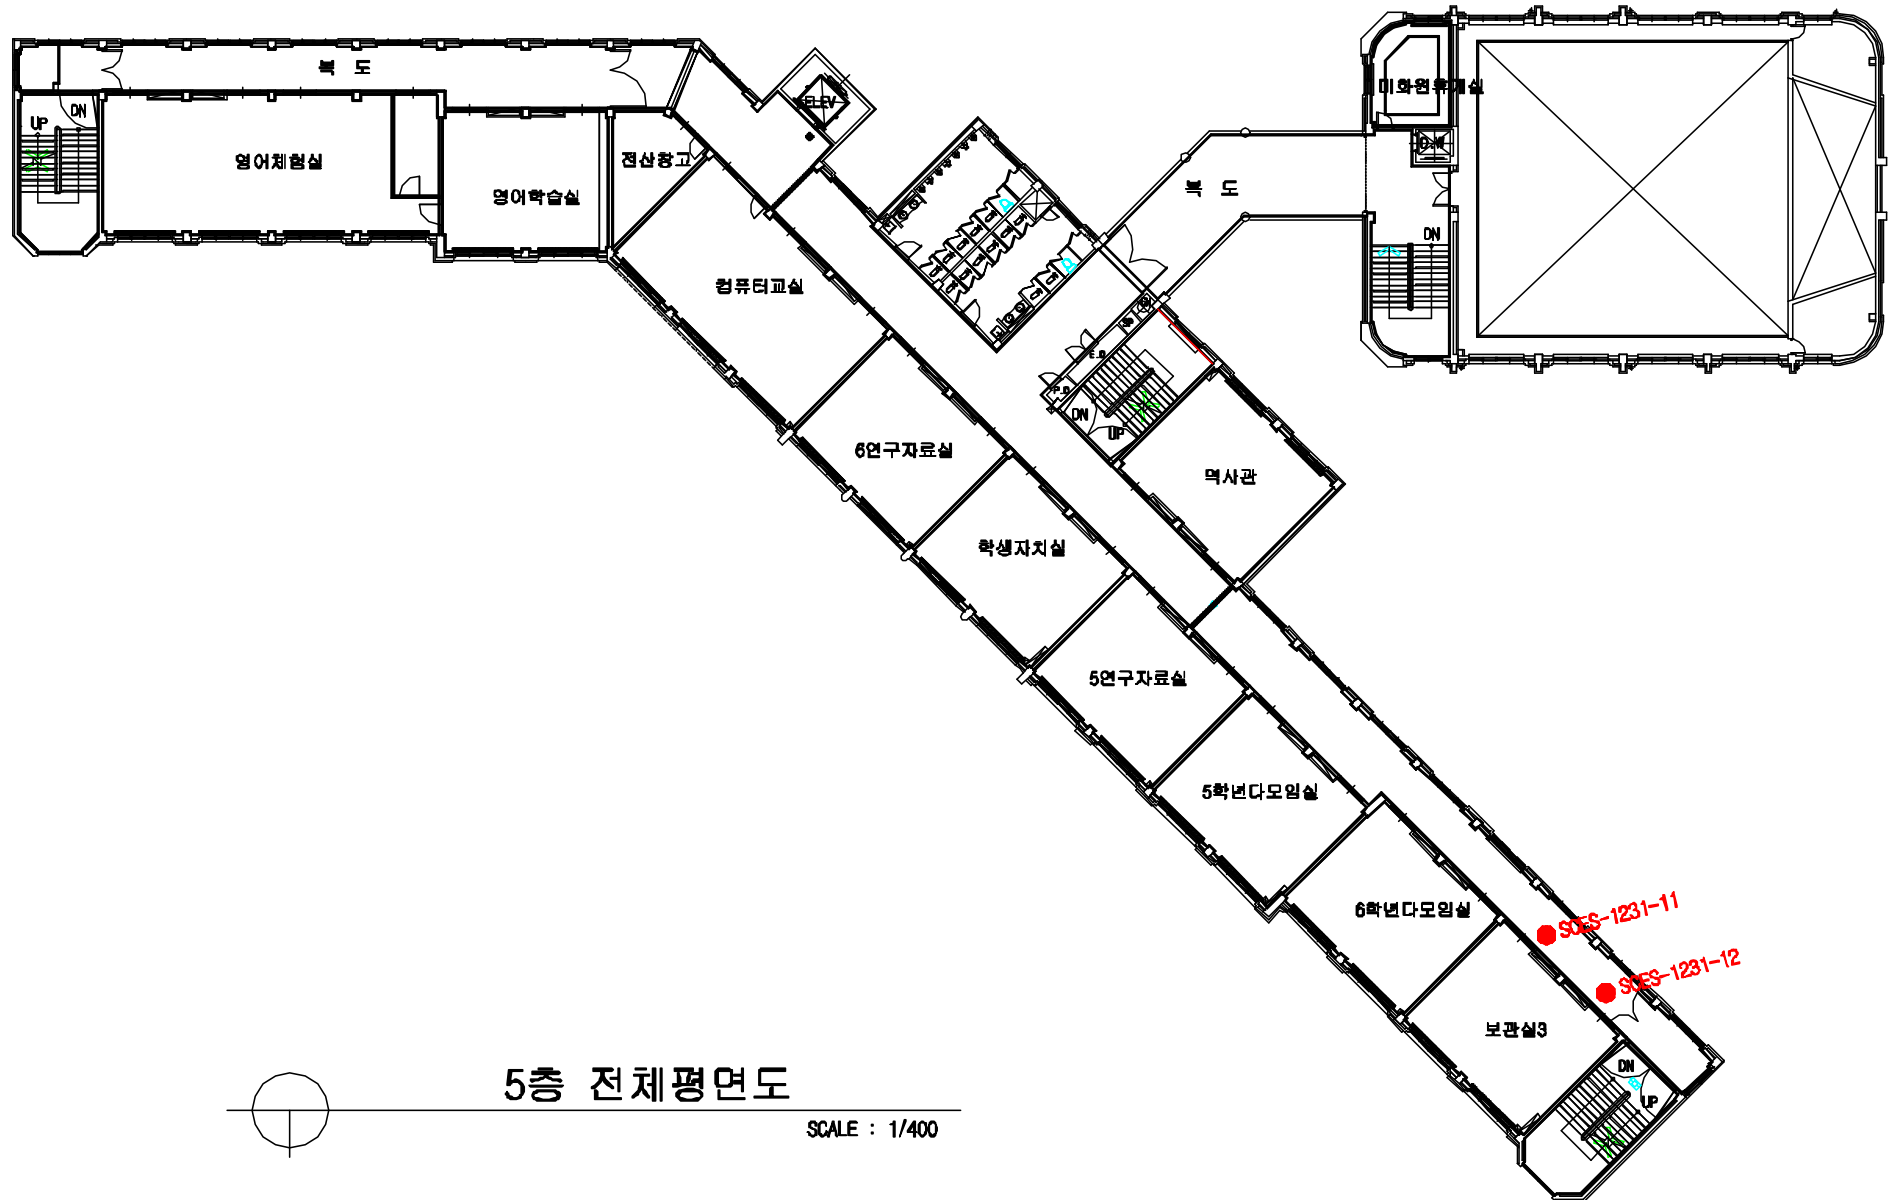 복 도
미화원휴게실
ELEV
D.W
DN
UP
영어체험실
전산창고
영어학습실
복 도
DN
컴퓨터교실
E.D
P.D
DN
UP
6연구자료실
역사관
학생자치실
5연구자료실
5학년다모임실
6학년다모임실
SCES-1231-11
SCES-1231-12
보관실3
DN
UP
5층 전체평면도
SCALE : 1/400